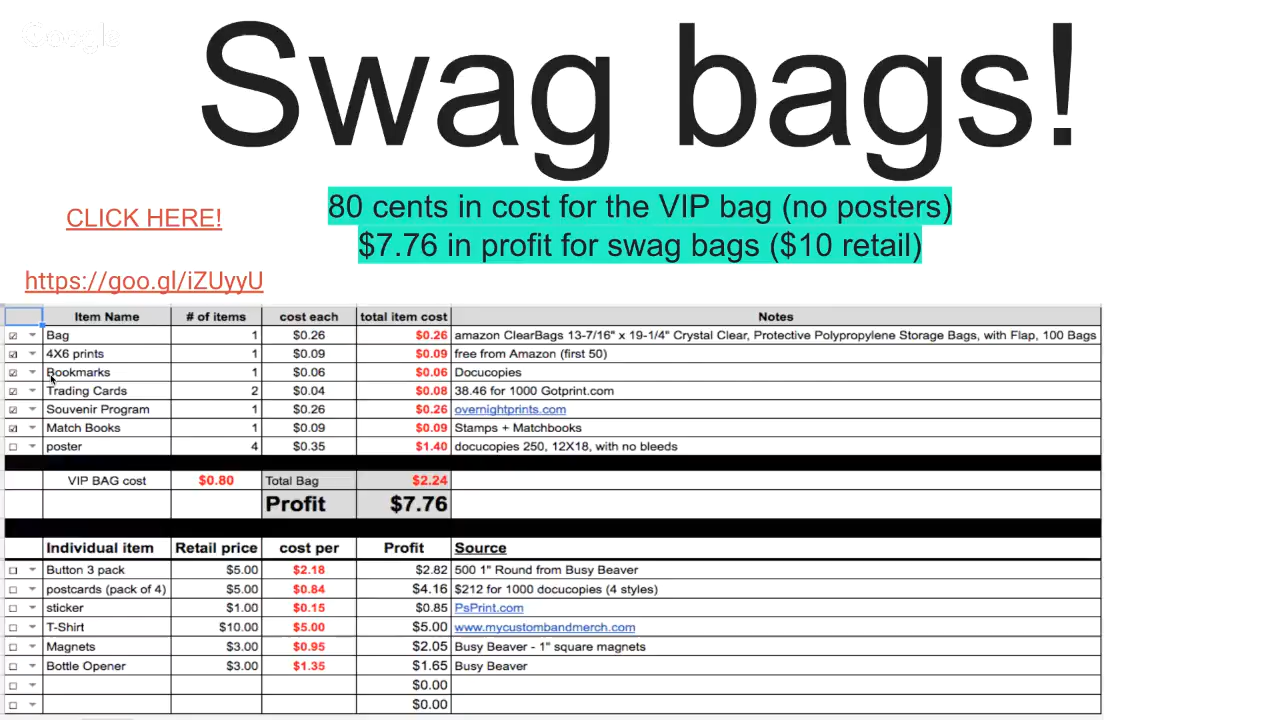 Google
Swag bags!
80 cents in cost for the VIP bag (no posters)
$7.76 in profit for swag bags ($10 retail)
CLICK HERE!
https://goo.gl/iZUyyU
Item Name # of items cost each total item cost Notes
Bag 1 $0.26 $0.26 amazon ClearBags 13-7/16" x 19-1/4" Crystal Clear, Protective Polypropylene Storage Bags, with Flap, 100 Bags
4X6 prints 1 $0.09 $0.09 free from Amazon (first 50)
Bookmarks 1 $0.06 $0.06 Docucopies
Trading Cards 2 $0.04 $0.08 38.46 for 1000 Gotprint.com
Souvenir Program 1 $0.26 $0.26 overnightprints.com
Match Books 1 $0.09 $0.09 Stamps + Matchbooks
poster 4 $0.35 $1.40 docucopies 250, 12X18, with no bleeds
VIP BAG cost $0.80 Total Bag $2.24
Profit $7.76
Individual item Retail price cost per Profit Source
Button 3 pack $5.00 $2.18 $2.82 500 1" Round from Busy Beaver
postcards (pack of 4) $5.00 $0.84 $4.16 $212 for 1000 docucopies (4 styles)
sticker $1.00 $0.15 $0.85 PsPrint.com
T-Shirt $10.00 $5.00 $5.00 www.mycustombandmerch.com
Magnets $3.00 $0.95 $2.05 Busy Beaver - 1" square magnets
Bottle Opener $3.00 $1.35 $1.65 Busy Beaver
$0.00
$0.00